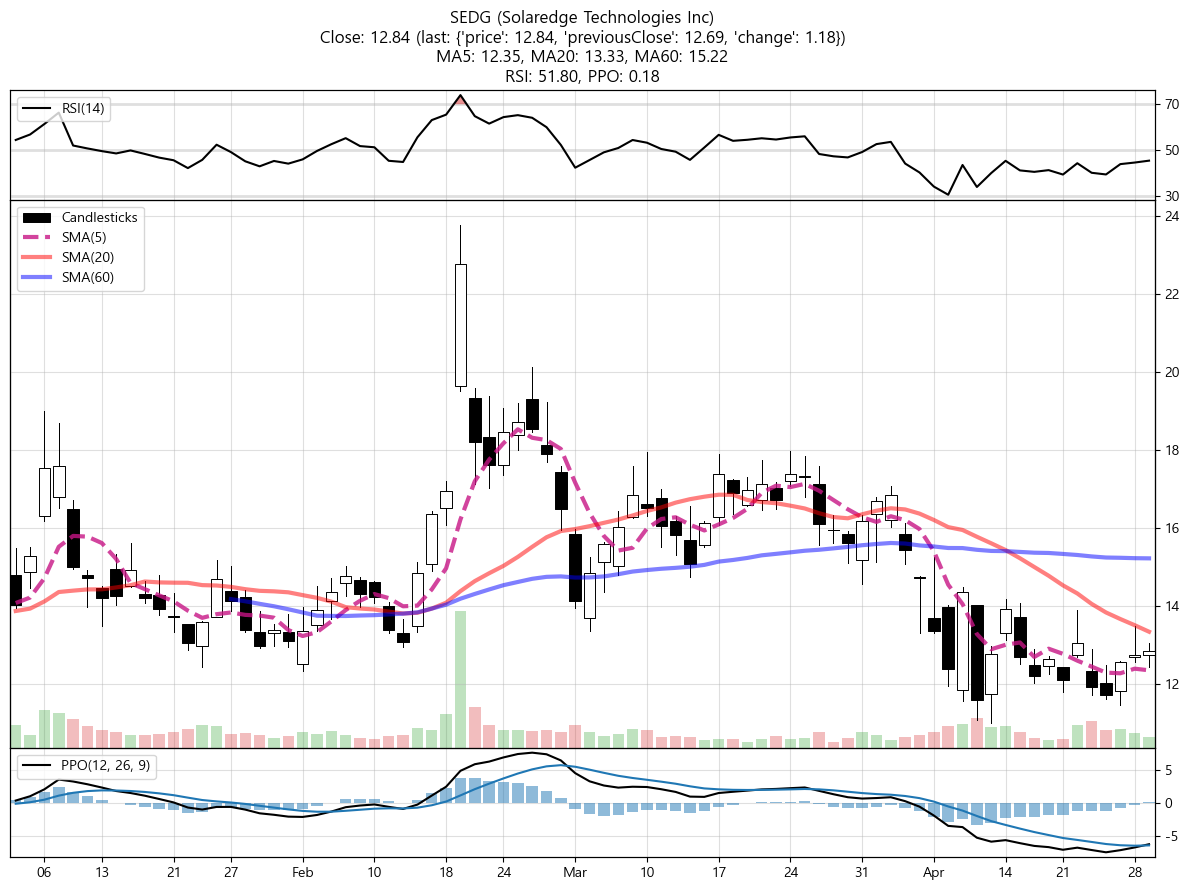 SEDG (Solaredge Technologies Inc)
Close: 12.84 (last: {'price': 12.84, 'previousClose': 12.69, 'change': 1.18})
MA5: 12.35, MA20: 13.33, MA60: 15.22
RSI: 51.80, PPO: 0.18
RSI(14)
70
50
30
Candlesticks
SMA(5)
SMA(20)
SMA(60)
24
22
20
18
16
14
12
PPO(12, 26, 9)
5
0
-5
06 13 21 27 Feb 10 18 24 Mar 10 17 24 31 Apr 14 21 28